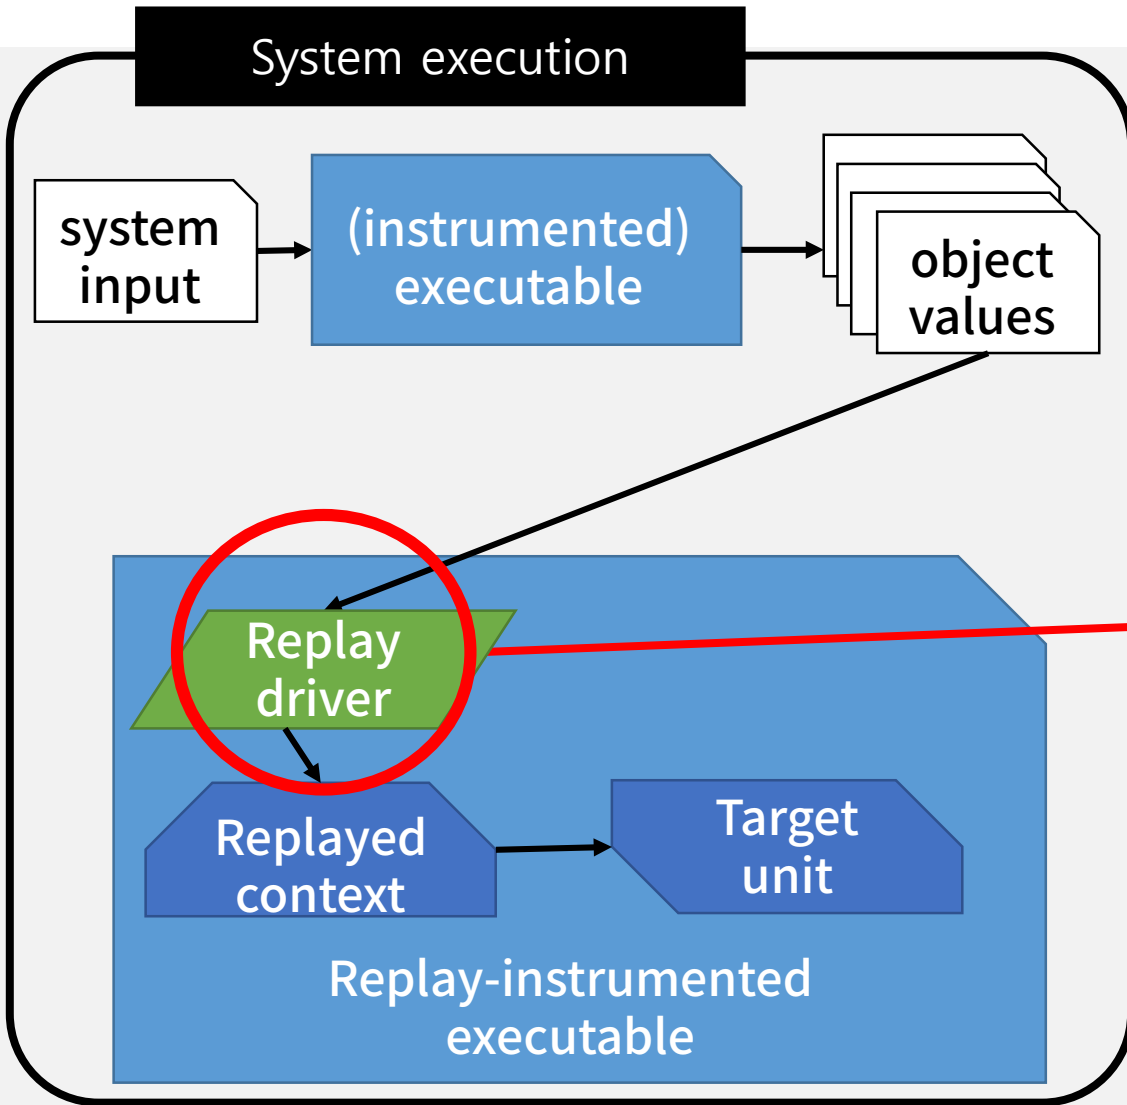 System execution
system
input
(instrumented)
executable
object
values
Replay
driver
Replayed
context
Target
unit
Replay-instrumented
executable